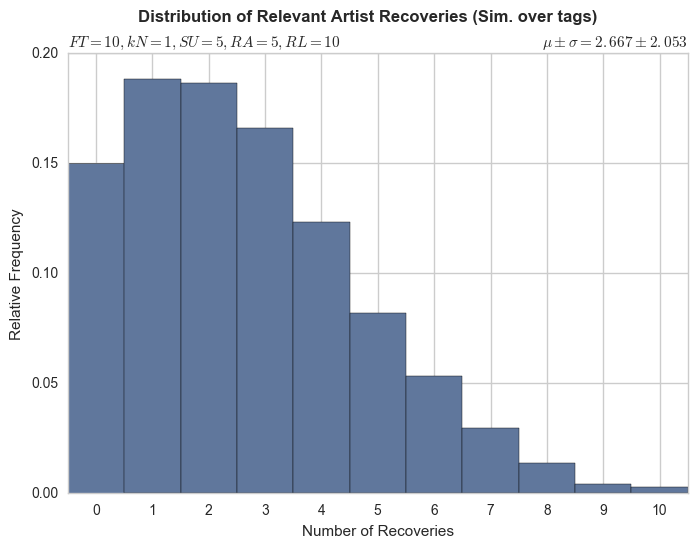 Distribution of Relevant Artist Recoveries (Sim. over tags)
FT = 10, kN = 1, SU = 5, RA = 5, RL = 10
μ ± σ = 2.667 ± 2.053
0.20
0.15
0.10
0.05
0.00
Relative Frequency
0 1 2 3 4 5 6 7 8 9 10
Number of Recoveries